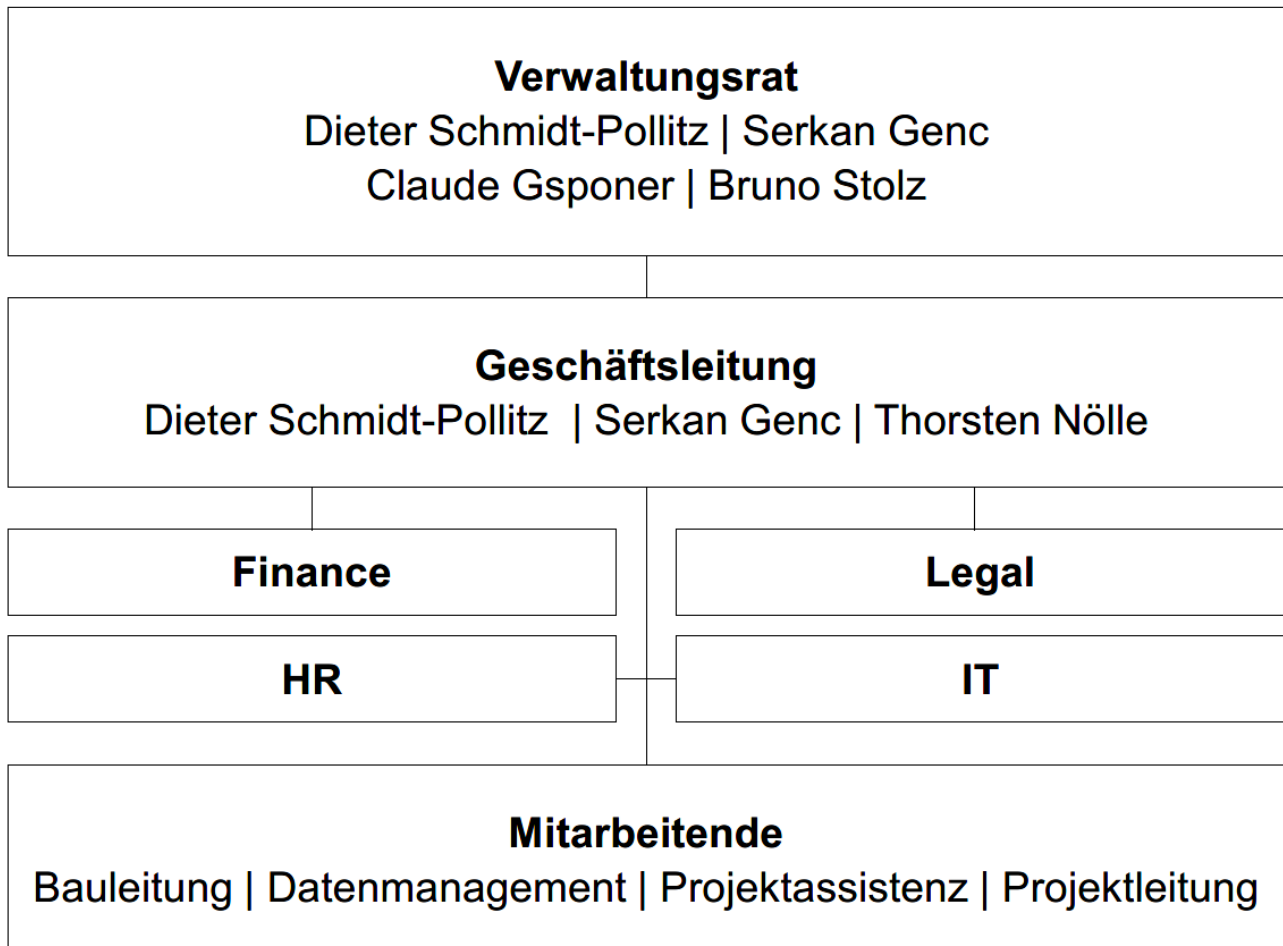 Verwaltungsrat
Dieter Schmidt-Pollitz | Serkan Genc
Claude Gsponer | Bruno Stolz
Geschäftsleitung
Dieter Schmidt-Pollitz | Serkan Genc | Thorsten Nölle
Finance
Legal
HR
IT
Mitarbeitende
Bauleitung | Datenmanagement | Projektassistenz | Projektleitung